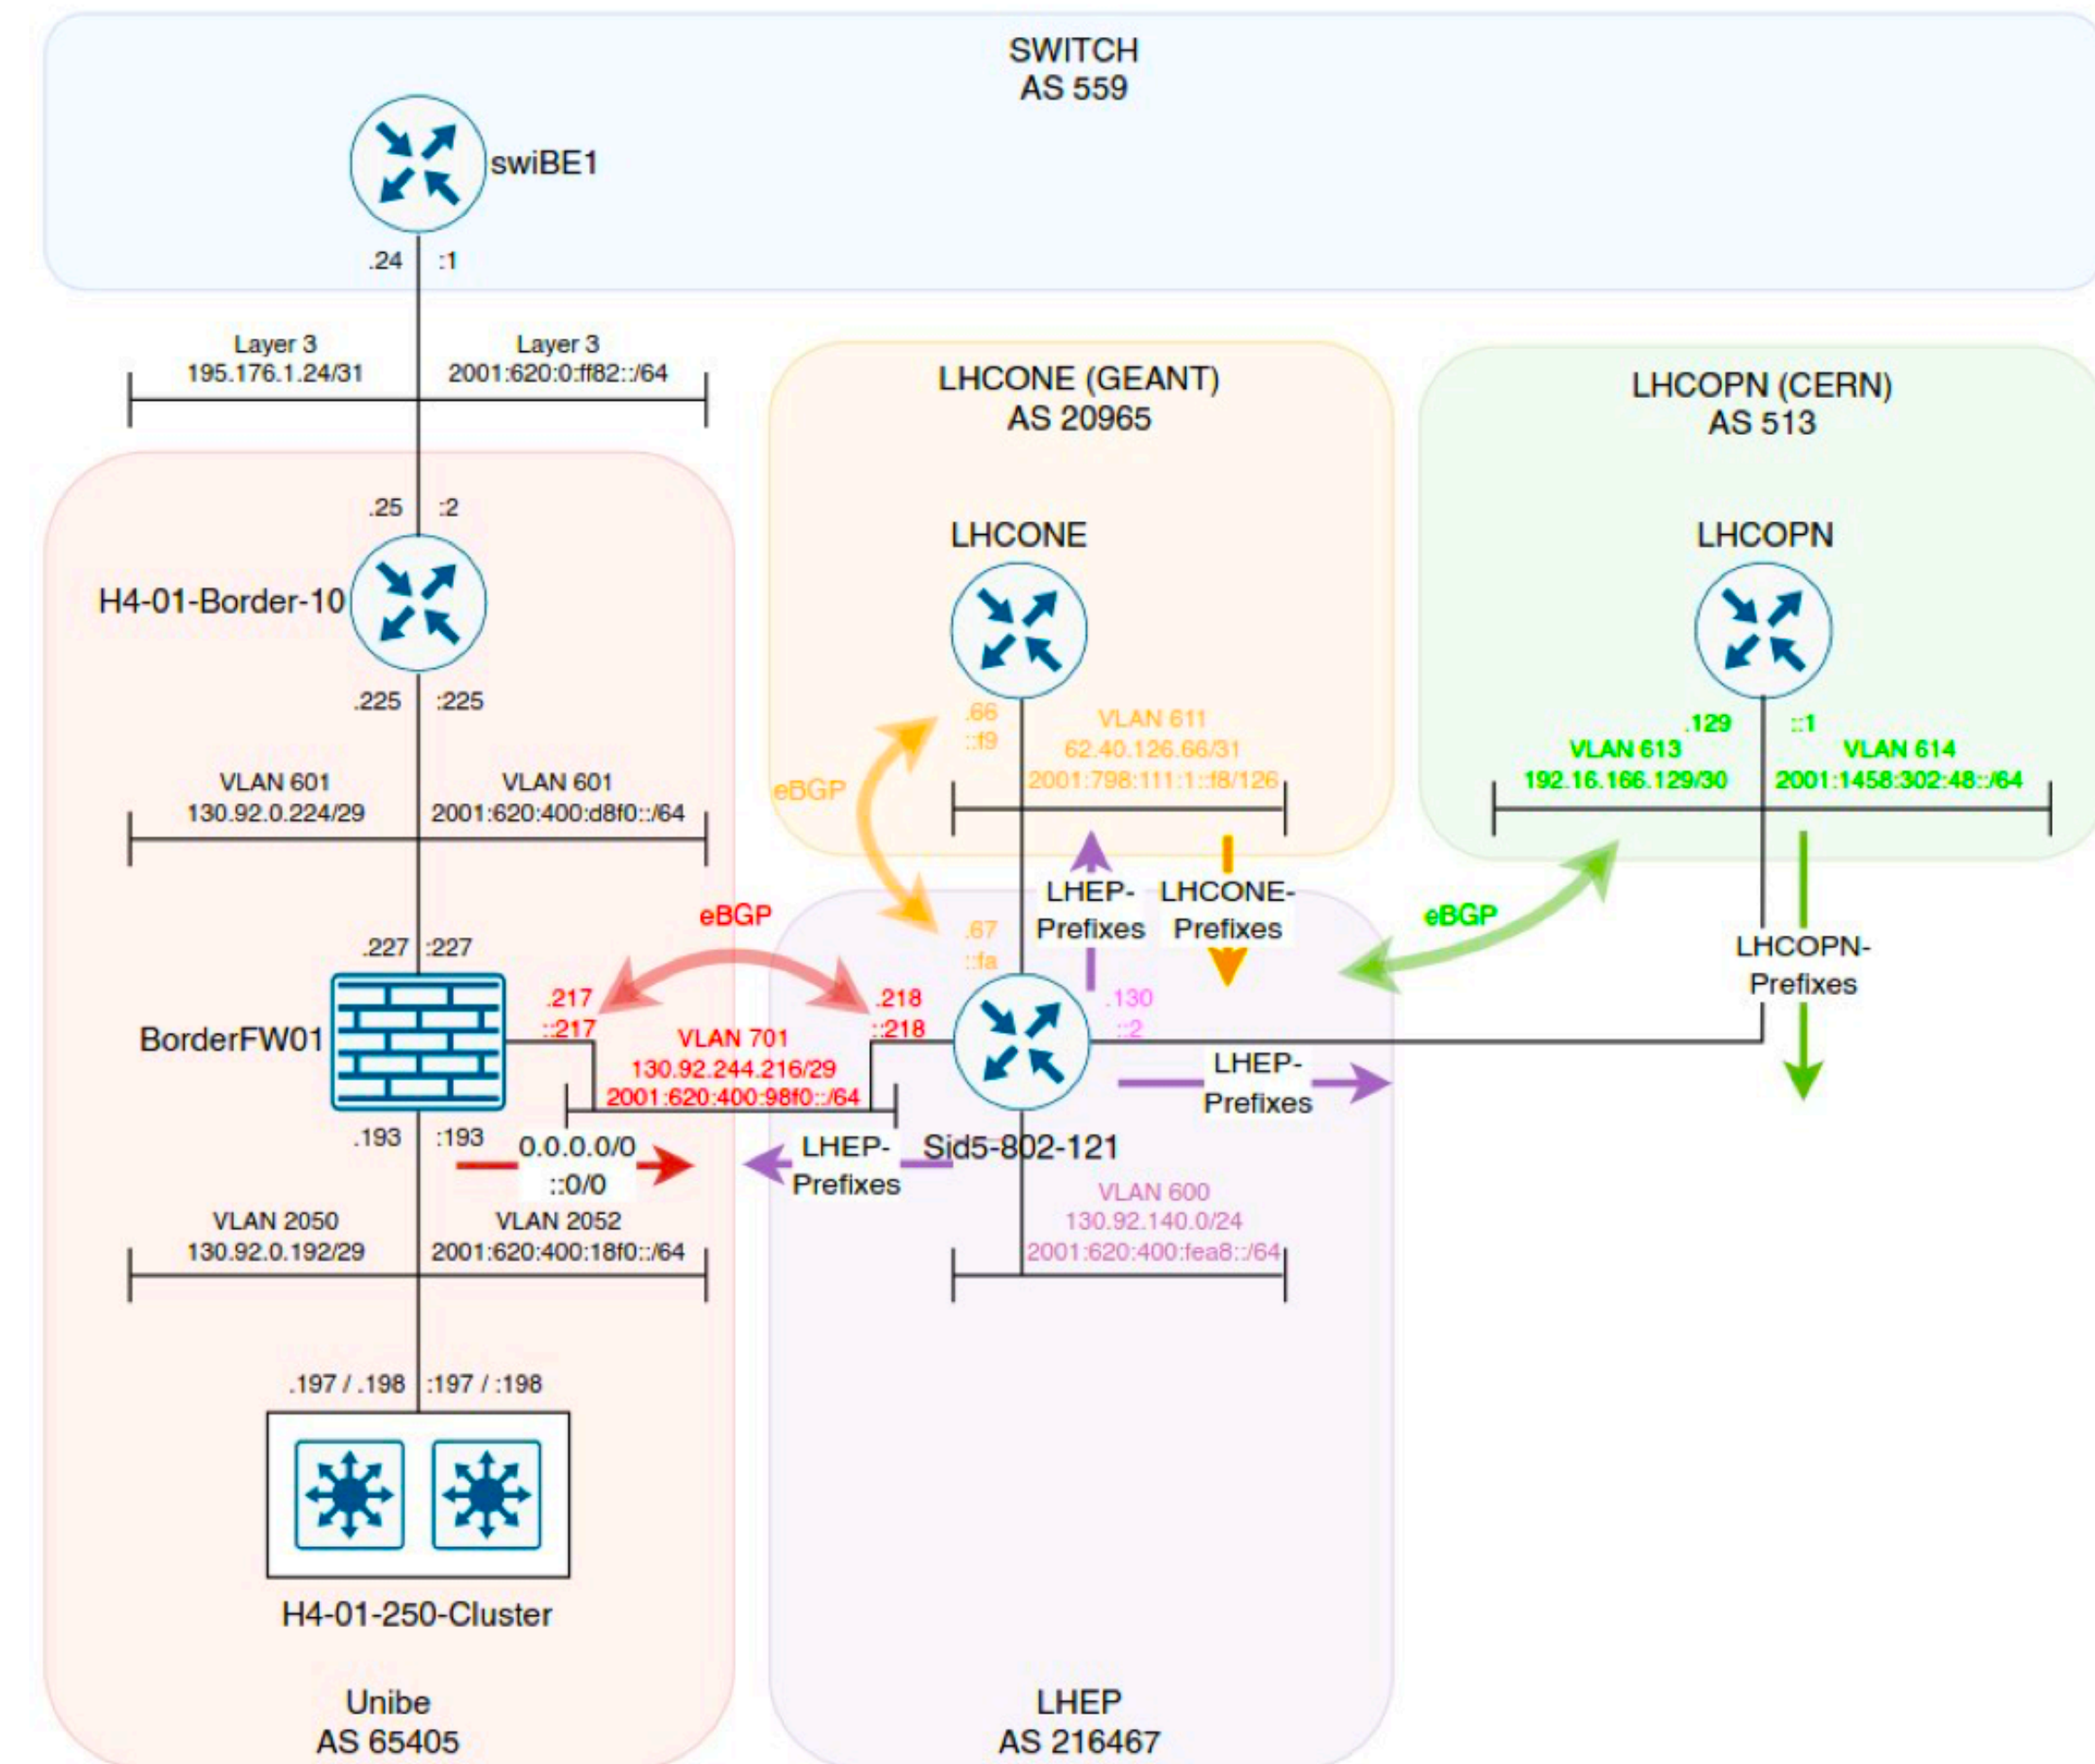 SWITCH
AS 559
swiBE1
.24 :1
Layer 3
195.176.1.24/31
Layer 3
2001:620:0:ff82::/64
LHCONE (GEANT)
AS 20965
LHCOPN (CERN)
AS 513
.25 :2
H4-01-Border-10
LHCONE
LHCOPN
.225 :225
.66
::f9
VLAN 611
62.40.126.66/31
2001:798:111:1::f8/126
.129 ::1
VLAN 613
192.16.166.129/30
VLAN 614
2001:1458:302:48::/64
VLAN 601
130.92.0.224/29
VLAN 601
2001:620:400:d8f0::/64
eBGP
LHEP-
Prefixes
LHCONE-
Prefixes
eBGP
eBGP
LHCOPN-
Prefixes
.227 :227
.67
::fa
BorderFW01
.217
::217
.218
::218
.130
::2
VLAN 701
130.92.244.216/29
2001:620:400:98f0::/64
LHEP-
Prefixes
.193 :193
0.0.0.0/0
::0/0
LHEP-
Prefixes
Sid5-802-121
VLAN 2050
130.92.0.192/29
VLAN 2052
2001:620:400:18f0::/64
VLAN 600
130.92.140.0/24
2001:620:400:fea8::/64
.197 / .198 :197 / :198
H4-01-250-Cluster
Unibe
AS 65405
LHEP
AS 216467